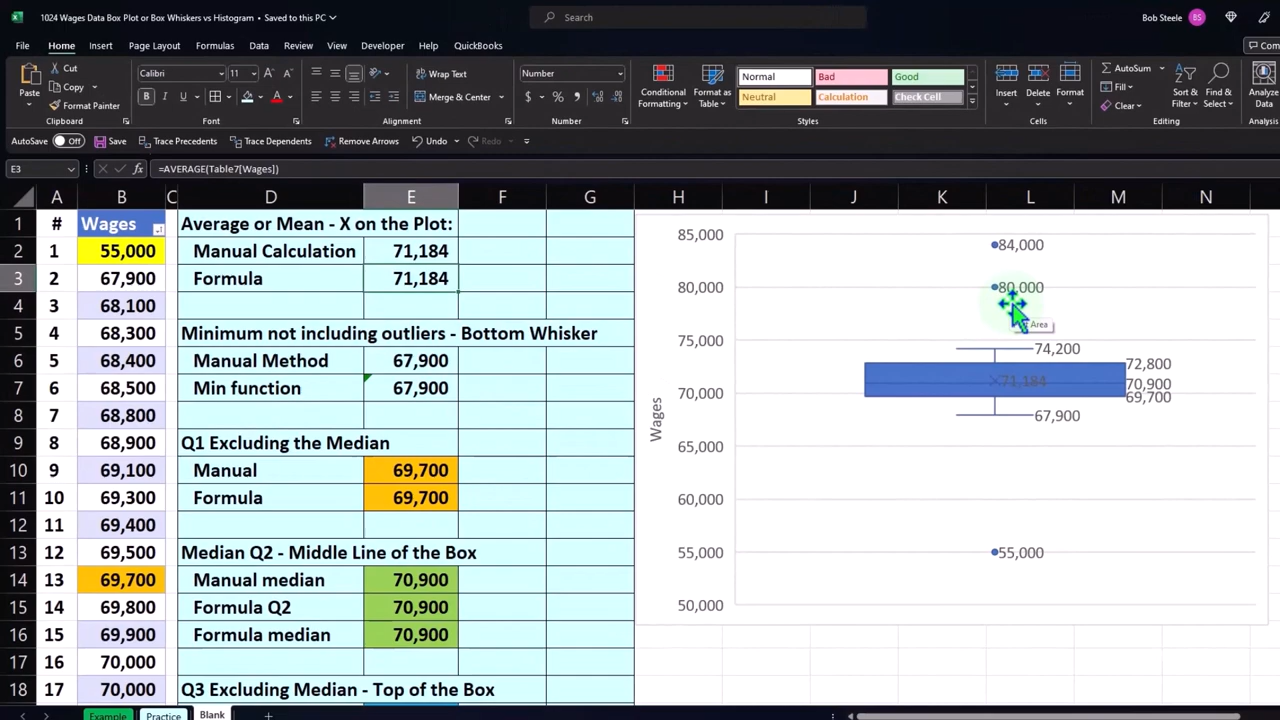 1024 Wages Data Box Plot or Box Whiskers vs Histogram • Saved to this PC
Search
Bob Steele BS
File Home Insert Page Layout Formulas Data Review View Developer Help QuickBooks
Cut
Copy
Format Painter
Paste
Clipboard
Calibri 11
B I U
Font
Wrap Text
Merge & Center
Alignment
Number
$ % 9
Number
Conditional Formatting
Format as Table
Normal Bad Good
Neutral Calculation Check Cell
Styles
Insert Delete Format
Cells
AutoSum
Fill
Clear
Sort & Filter
Find & Select
Editing
Analyze Data
Analysis
AutoSave Off Save Trace Precedents Trace Dependents Remove Arrows Undo Redo
E3 fx =AVERAGE(Table7[Wages])
A B C D E F G H I J K L M N
1 # Wages Average or Mean - X on the Plot:
2 1 55,000 Manual Calculation 71,184
3 2 67,900 Formula 71,184
4 3 68,100
5 4 68,300 Minimum not including outliers - Bottom Whisker
6 5 68,400 Manual Method 67,900
7 6 68,500 Min function 67,900
8 7 68,800
9 8 68,900 Q1 Excluding the Median
10 9 69,100 Manual 69,700
11 10 69,300 Formula 69,700
12 11 69,400
13 12 69,500 Median Q2 - Middle Line of the Box
14 13 69,700 Manual median 70,900
15 14 69,800 Formula Q2 70,900
16 15 69,900 Formula median 70,900
17 16 70,000
18 17 70,000 Q3 Excluding Median - Top of the Box
85,000
80,000
75,000
70,000
65,000
60,000
55,000
50,000
Wages
84,000
80,000
Area
74,200
72,800
71,184
70,900
69,700
67,900
55,000
Example Practice Blank